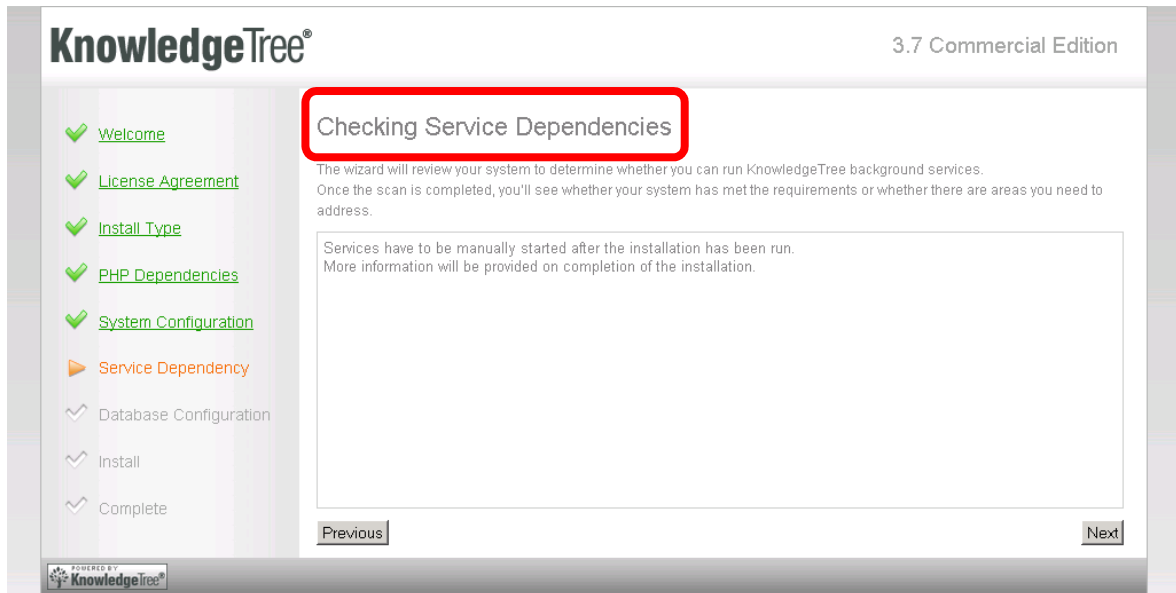 KnowledgeTree®
3.7 Commercial Edition
Welcome
License Agreement
Install Type
PHP Dependencies
System Configuration
Service Dependency
Database Configuration
Install
Complete
Checking Service Dependencies
The wizard will review your system to determine whether you can run KnowledgeTree background services.
Once the scan is completed, you'll see whether your system has met the requirements or whether there are areas you need to
address.
Services have to be manually started after the installation has been run.
More information will be provided on completion of the installation.
Previous
Next
POWERED BY
KnowledgeTree®